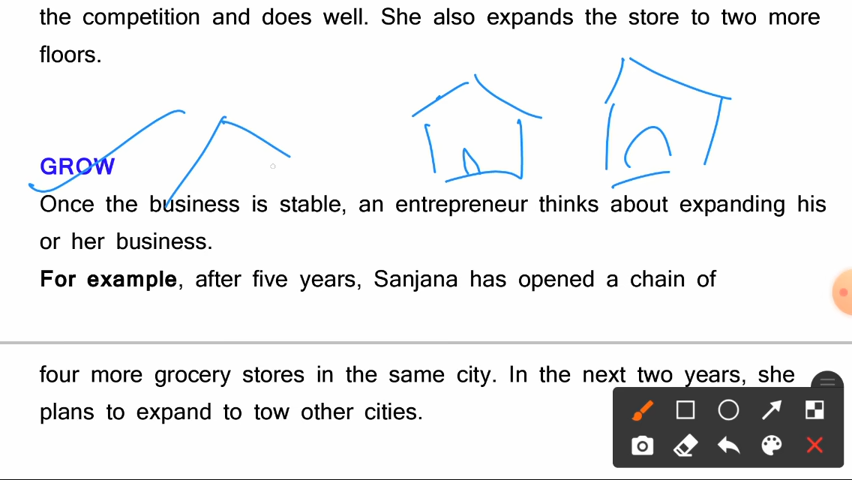 the competition and does well. She also expands the store to two more
floors.
GROW
Once the business is stable, an entrepreneur thinks about expanding his
or her business.
For example, after five years, Sanjana has opened a chain of
four more grocery stores in the same city. In the next two years, she
plans to expand to tow other cities.